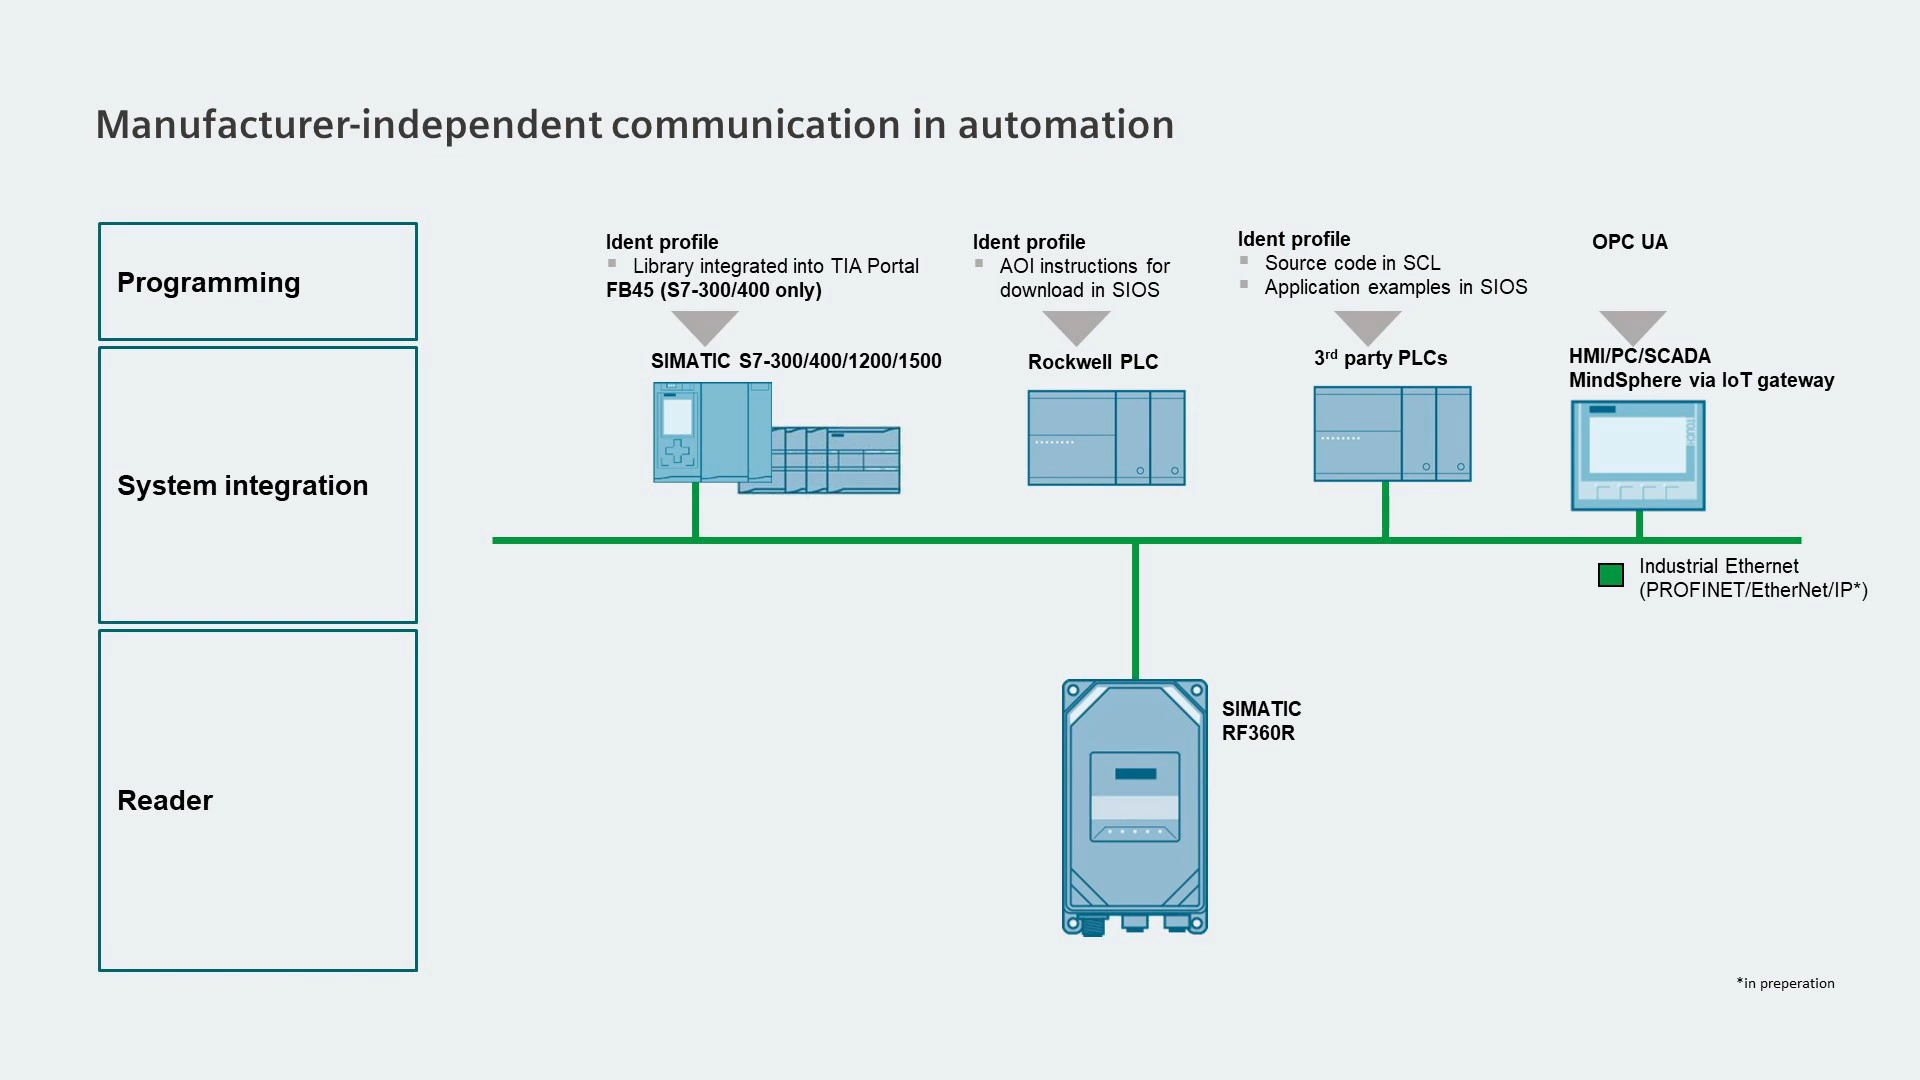 Manufacturer-independent communication in automation
Programming
Ident profile
Library integrated into TIA Portal
FB45 (S7-300/400 only)
Ident profile
AOI instructions for
download in SIOS
Ident profile
Source code in SCL
Application examples in SIOS
OPC UA
System integration
SIMATIC S7-300/400/1200/1500
Rockwell PLC
3rd party PLCs
HMI/PC/SCADA
MindSphere via IoT gateway
TOUCH
Industrial Ethernet
(PROFINET/EtherNet/IP*)
Reader
SIMATIC
RF360R
*in preperation